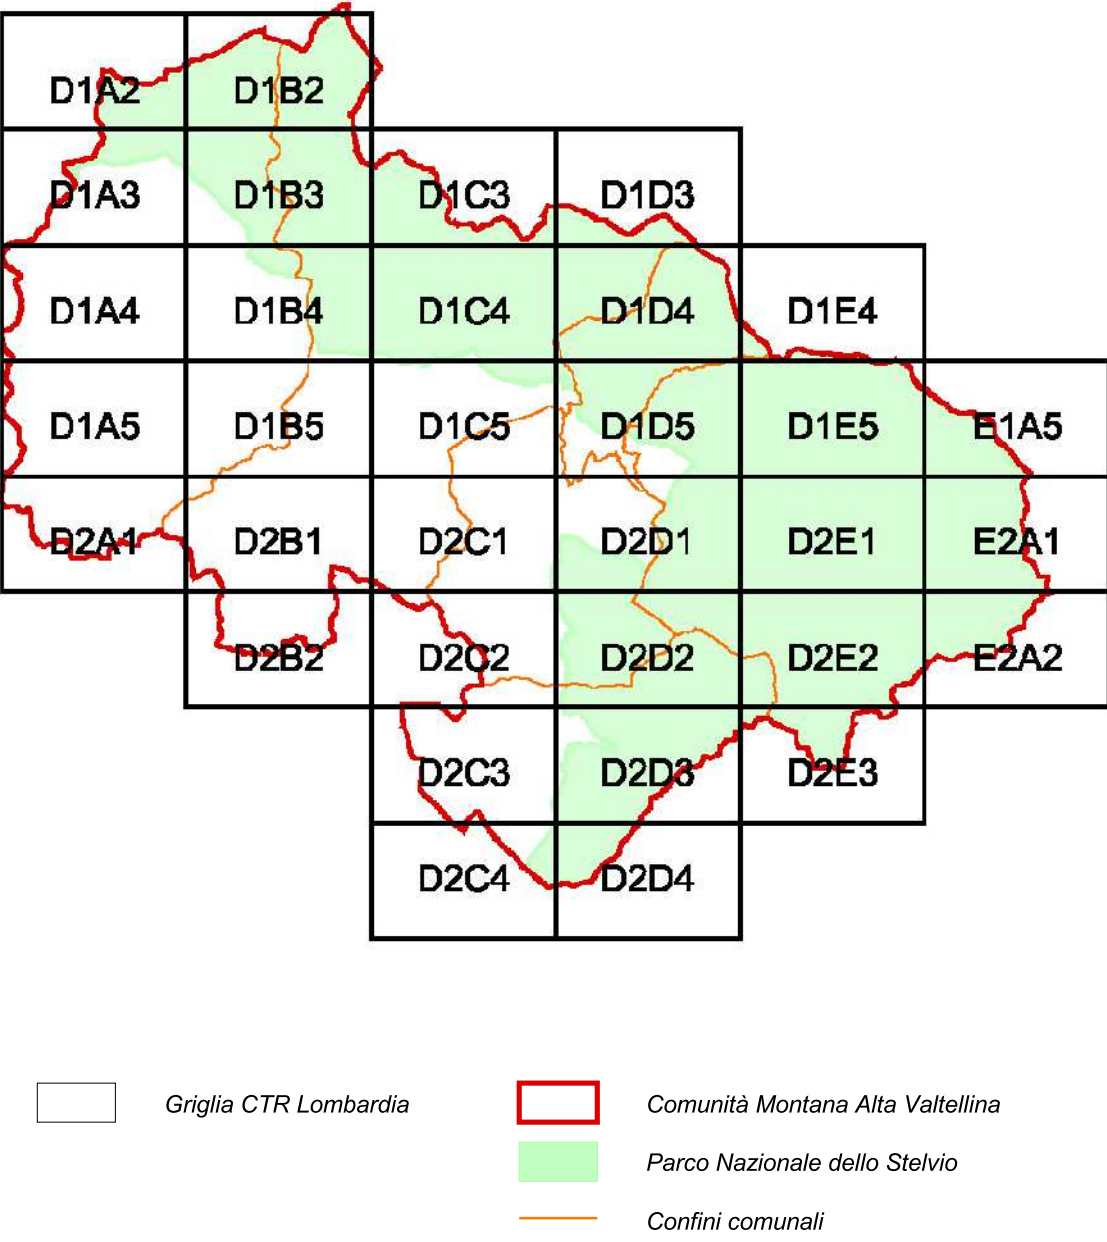 D1A2 D1B2
D1A3 D1B3 D1C3 D1D3
D1A4 D1B4 D1C4 D1D4 D1E4
D1A5 D1B5 D1C5 D1D5 D1E5 E1A5
D2A1 D2B1 D2C1 D2D1 D2E1 E2A1
D2B2 D2C2 D2D2 D2E2 E2A2
D2C3 D2D3 D2E3
D2C4 D2D4
Griglia CTR Lombardia
Comunità Montana Alta Valtellina
Parco Nazionale dello Stelvio
Confini comunali